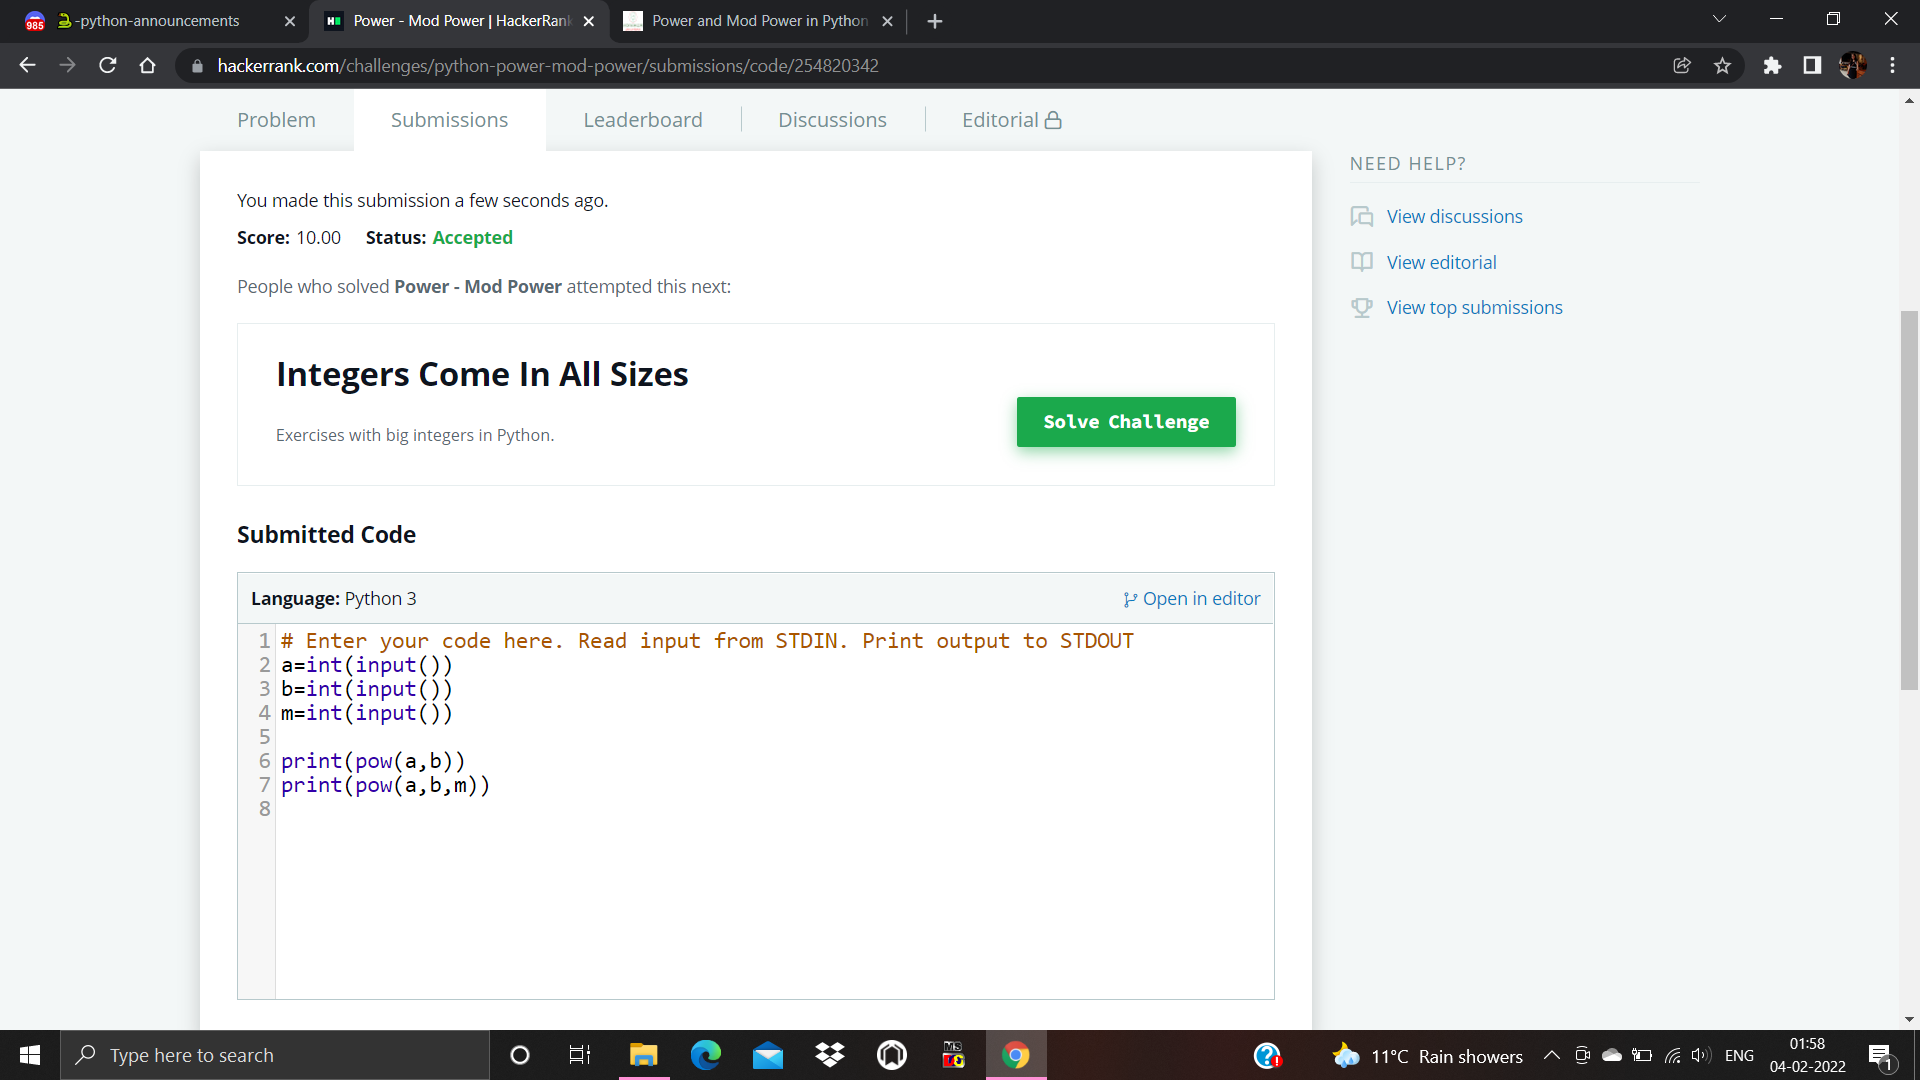 985 -python-announcements
Power - Mod Power | HackerRank
Power and Mod Power in Python
hackerrank.com/challenges/python-power-mod-power/submissions/code/254820342
Problem
Submissions
Leaderboard
Discussions
Editorial
NEED HELP?
View discussions
View editorial
View top submissions
You made this submission a few seconds ago.
Score: 10.00 Status: Accepted
People who solved Power - Mod Power attempted this next:
Integers Come In All Sizes
Exercises with big integers in Python.
Solve Challenge
Submitted Code
Language: Python 3
Open in editor
1 # Enter your code here. Read input from STDIN. Print output to STDOUT
2 a=int(input())
3 b=int(input())
4 m=int(input())
5
6 print(pow(a,b))
7 print(pow(a,b,m))
8
Type here to search
MS
11°C Rain showers
ENG
01:58
04-02-2022
1